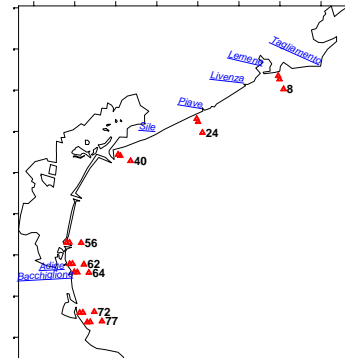 Tagliamento
Lemene
Livenza
8
Piave
24
Sile
40
56
Adige
62
Bacchiglione
64
72
77